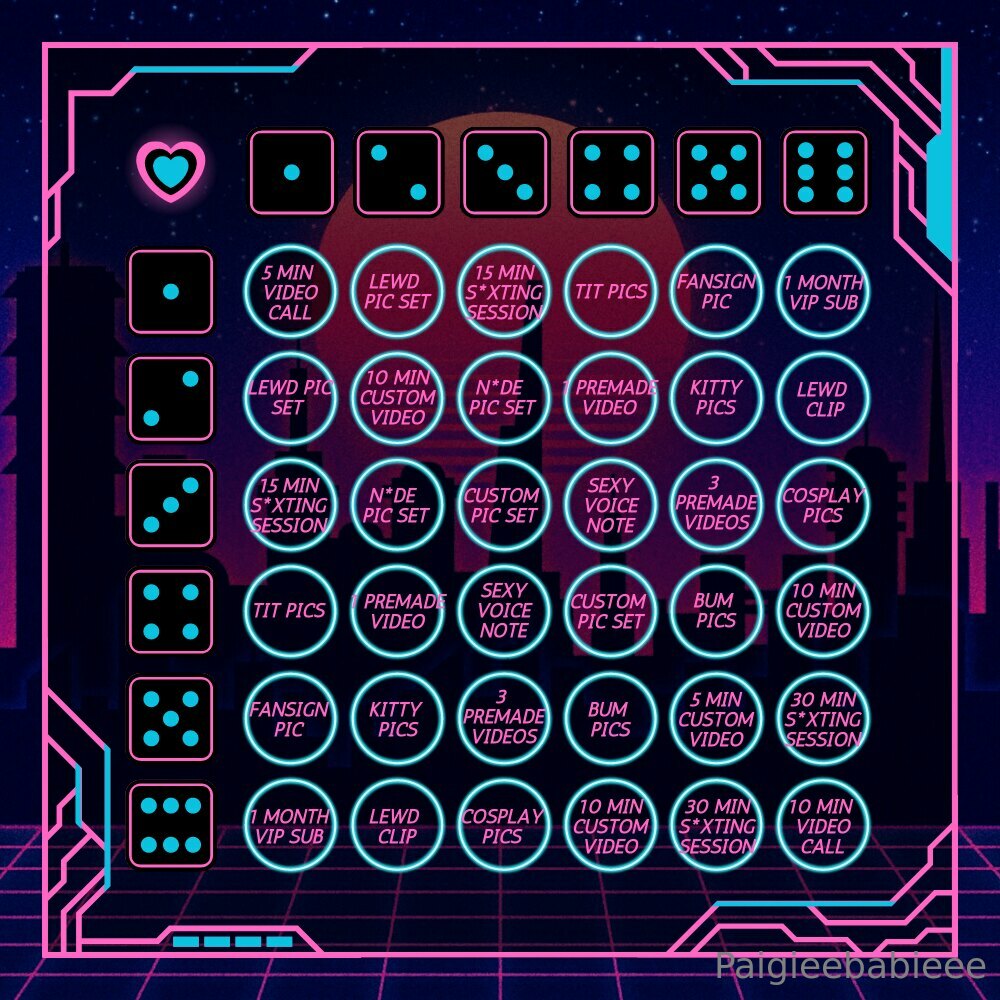 5 MIN
VIDEO
CALL
LEWD
PIC SET
15 MIN
S*XTING
SESSION
TIT PICS
FANSIGN
PIC
1 MONTH
VIP SUB
LEWD PIC
SET
10 MIN
CUSTOM
VIDEO
N*DE
PIC SET
1 PREMADE
VIDEO
KITTY
PICS
LEWD
CLIP
15 MIN
S*XTING
SESSION
N*DE
PIC SET
CUSTOM
PIC SET
SEXY
VOICE
NOTE
3
PREMADE
VIDEOS
COSPLAY
PICS
TIT PICS
1 PREMADE
VIDEO
SEXY
VOICE
NOTE
CUSTOM
PIC SET
BUM
PICS
10 MIN
CUSTOM
VIDEO
FANSIGN
PIC
KITTY
PICS
3
PREMADE
VIDEOS
BUM
PICS
5 MIN
CUSTOM
VIDEO
30 MIN
S*XTING
SESSION
1 MONTH
VIP SUB
LEWD
CLIP
COSPLAY
PICS
10 MIN
CUSTOM
VIDEO
30 MIN
S*XTING
SESSION
10 MIN
VIDEO
CALL
Paigieebabieee